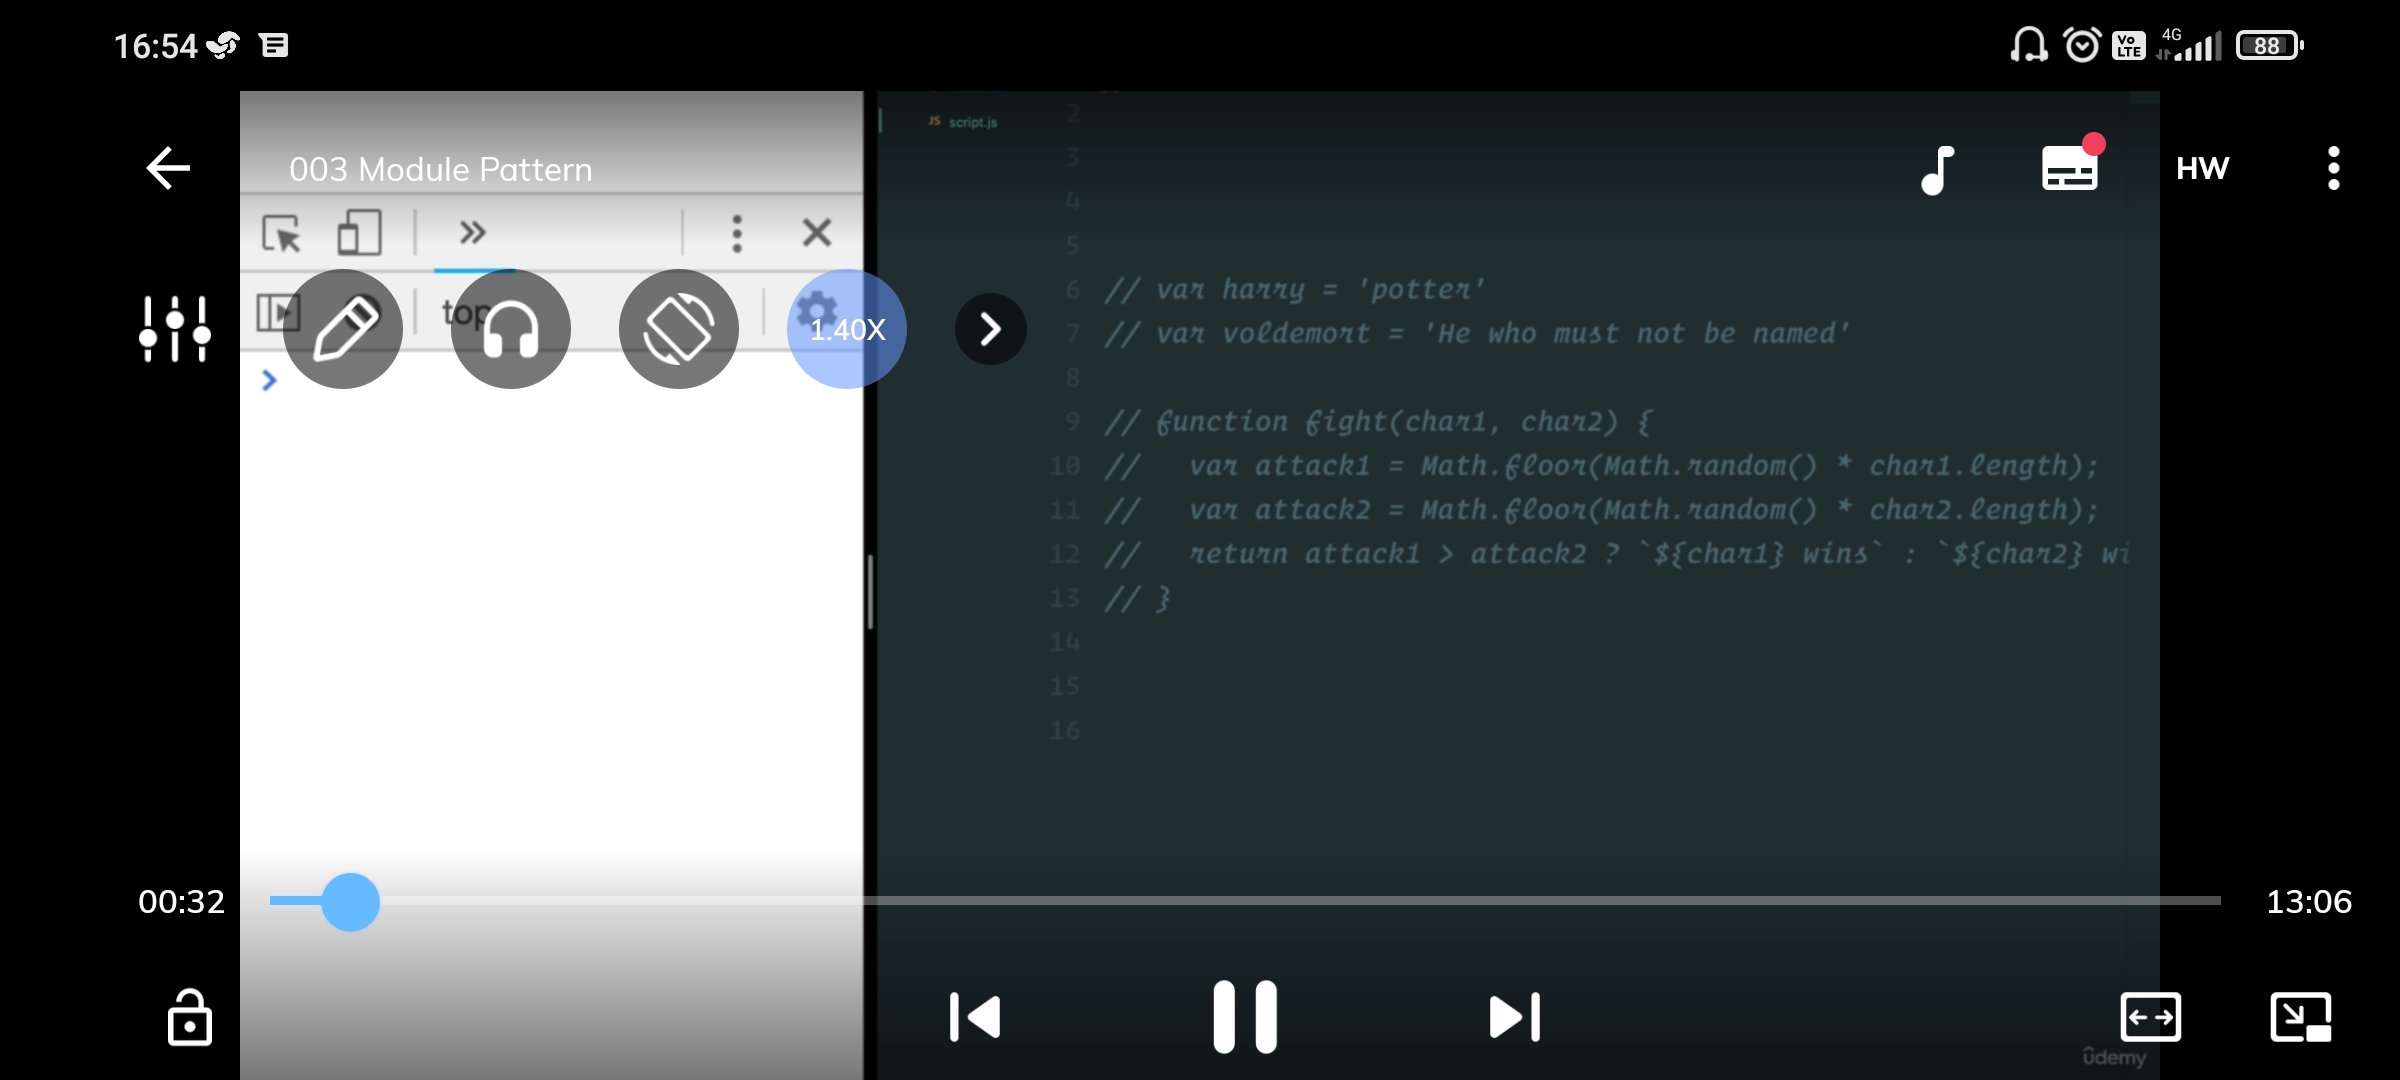 16:54
4G
Vo LTE
88
003 Module Pattern
HW
top
1.40X
JS script.js
2
3
4
5
6 // var harry = 'potter'
7 // var voldemort = 'He who must not be named'
8
9 // function fight(char1, char2) {
10 //   var attack1 = Math.floor(Math.random() * char1.length);
11 //   var attack2 = Math.floor(Math.random() * char2.length);
12 //   return attack1 > attack2 ? `${char1} wins` : `${char2} wi
13 // }
14
15
16
00:32
13:06
ûdemy